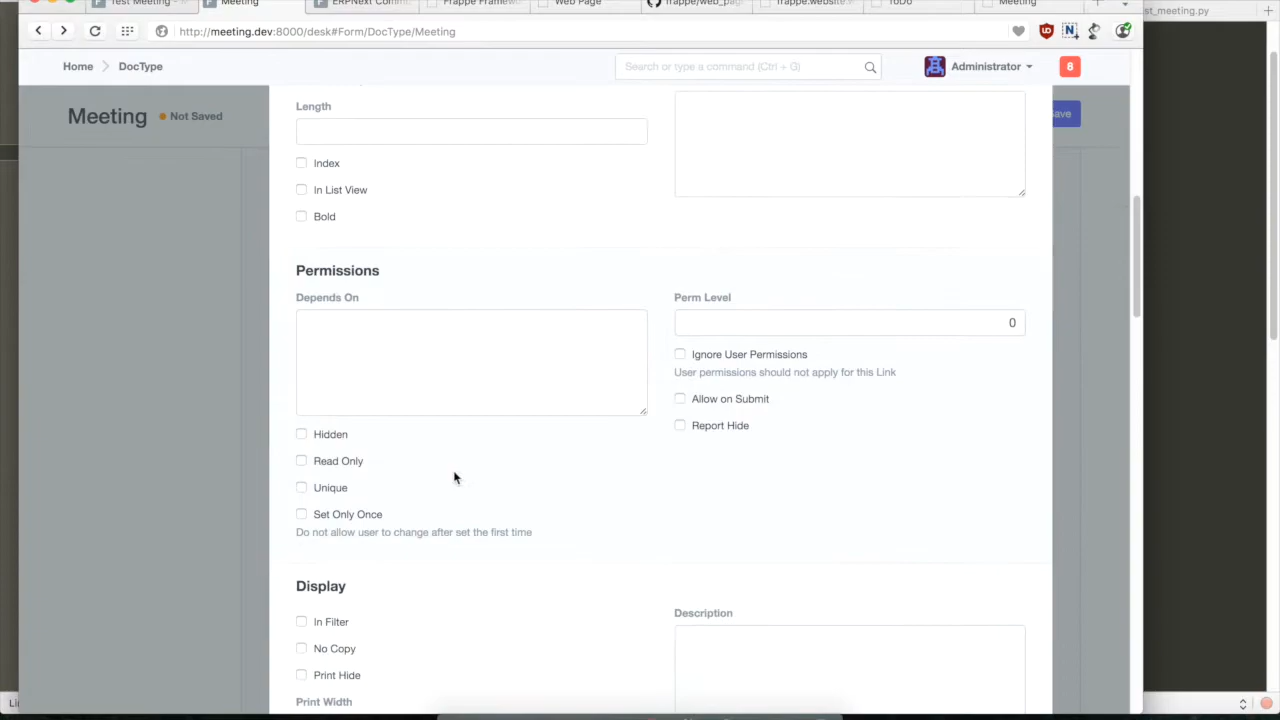 Test Meeting
Meeting
ERPNext Comm
Frappe Framew
Web Page
frappe/web_pag
frappe.website.w
ToDo
Meeting
st_meeting.py
http://meeting.dev:8000/desk#Form/DocType/Meeting
Home
DocType
Search or type a command (Ctrl + G)
Administrator
8
Meeting
Not Saved
ave
Length
Index
In List View
Bold
Permissions
Depends On
Perm Level
0
Ignore User Permissions
User permissions should not apply for this Link
Allow on Submit
Report Hide
Hidden
Read Only
Unique
Set Only Once
Do not allow user to change after set the first time
Display
In Filter
Description
No Copy
Print Hide
Print Width
Li